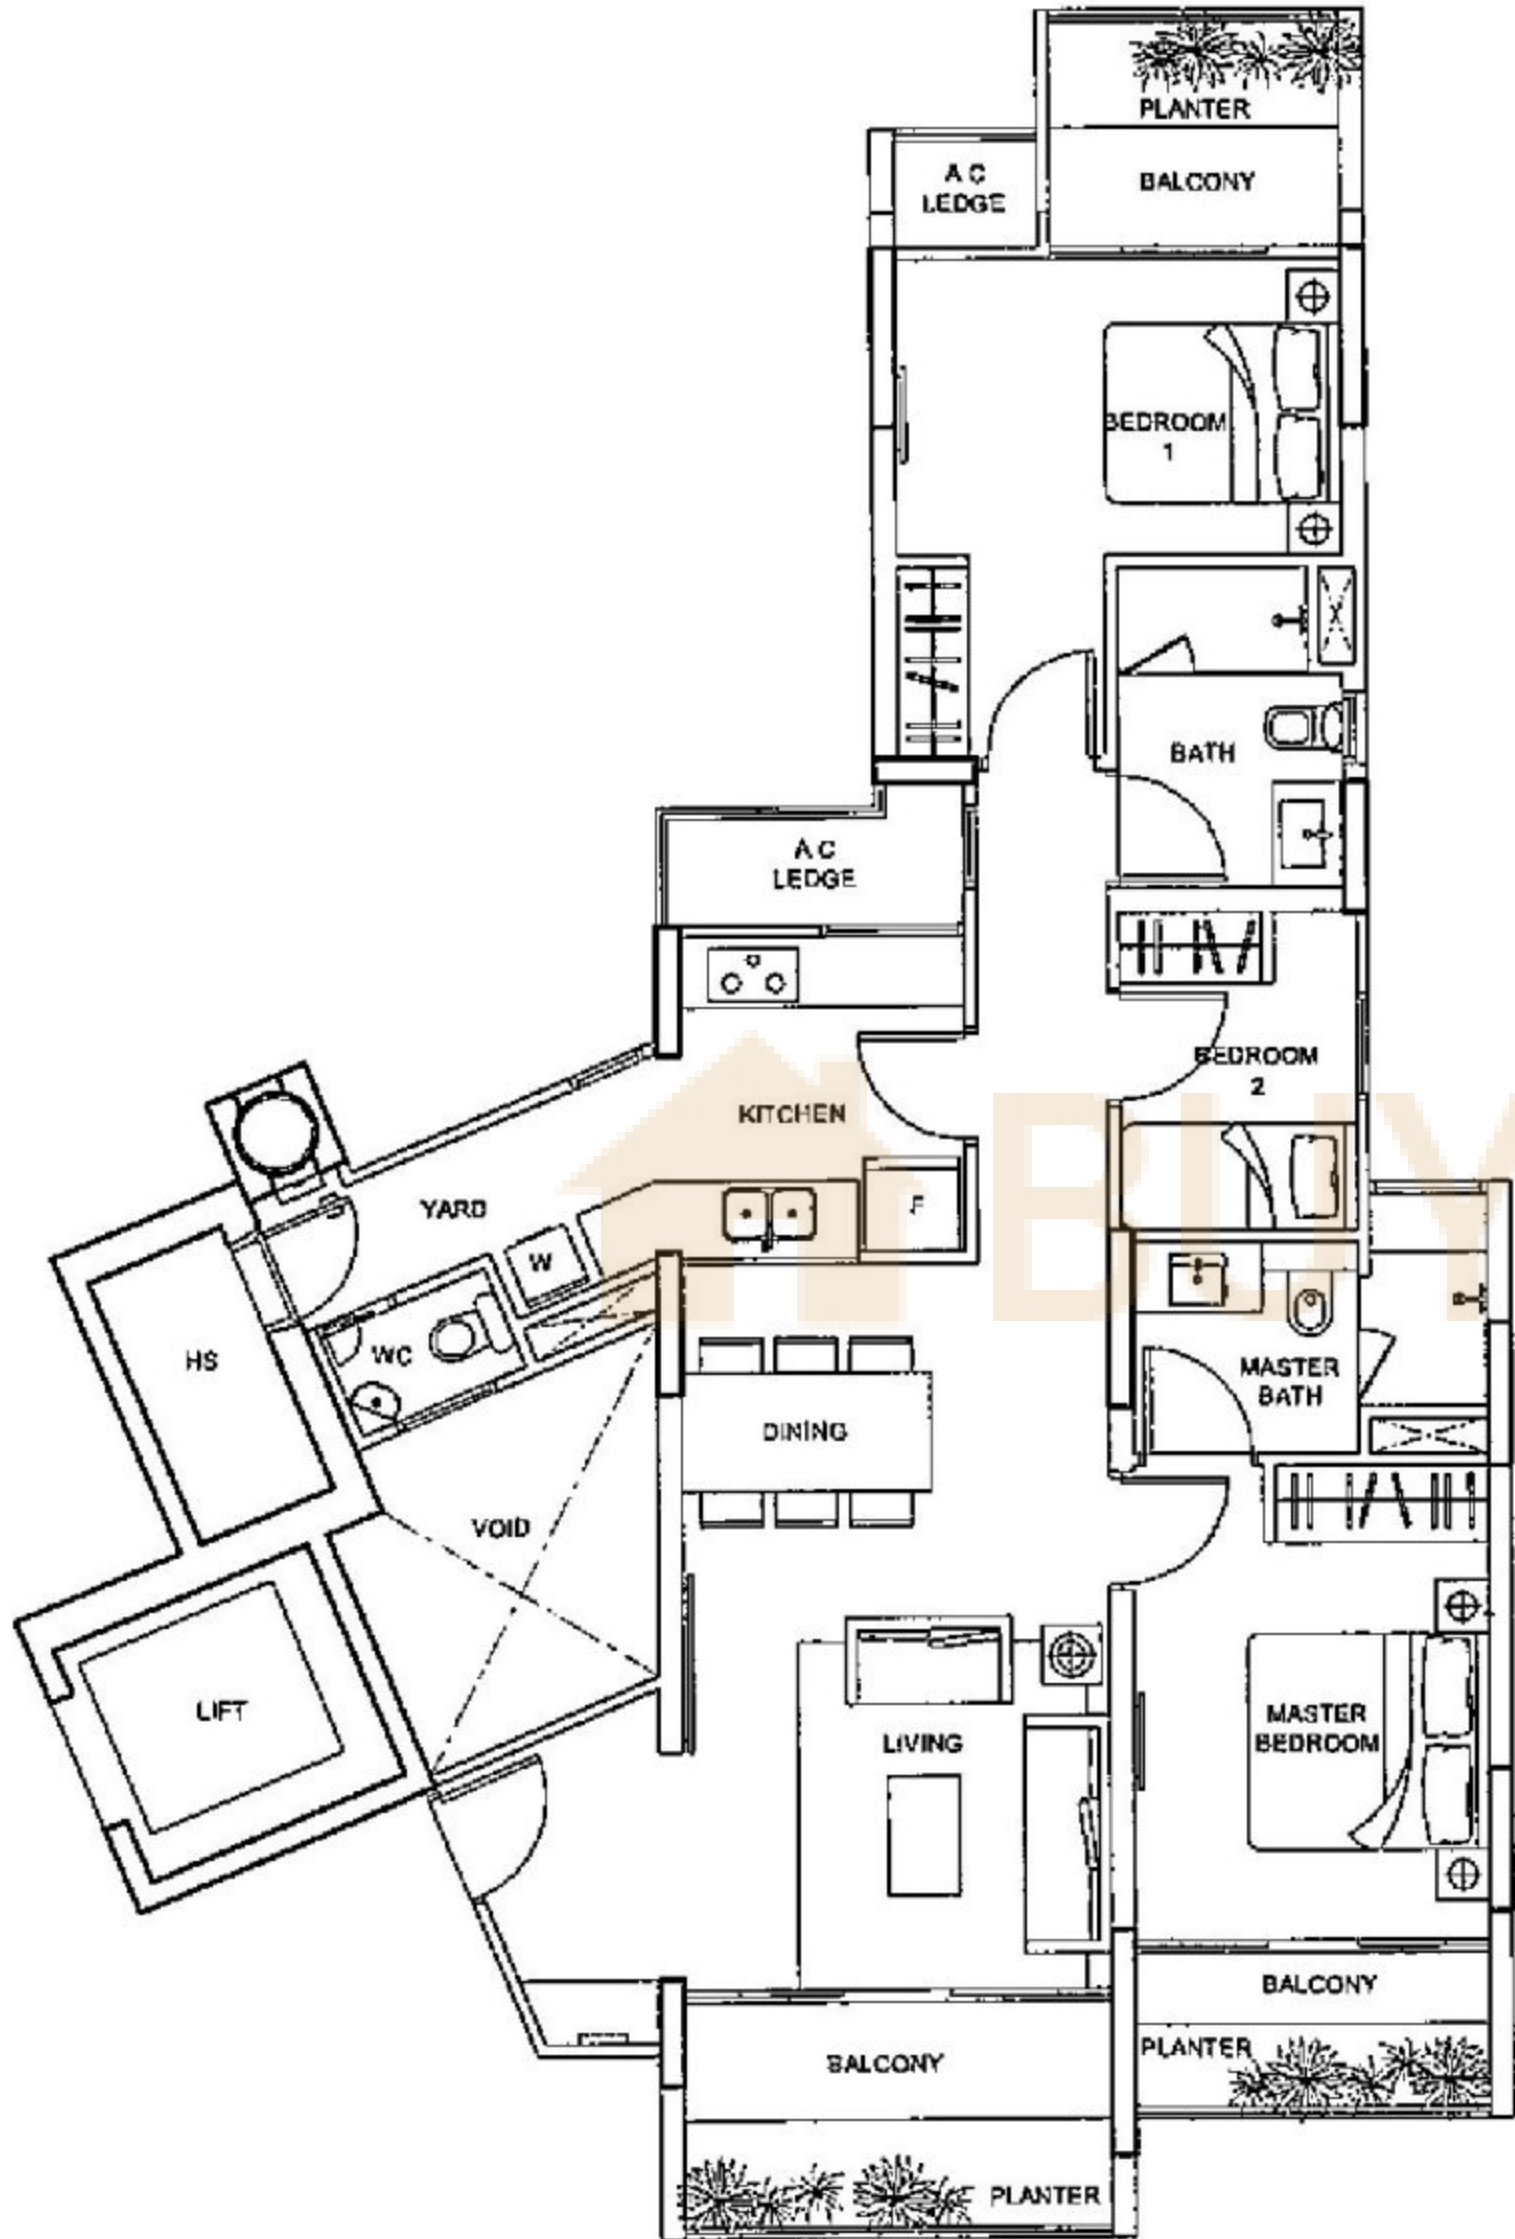 PLANTER
A C
LEDGE
BALCONY
BEDROOM
1
BATH
A C
LEDGE
BEDROOM
2
KITCHEN
BUY
YARD
F
W
HS
WC
MASTER
BATH
DINING
VOID
LIFT
LIVING
MASTER
BEDROOM
BALCONY
PLANTER
BALCONY
PLANTER